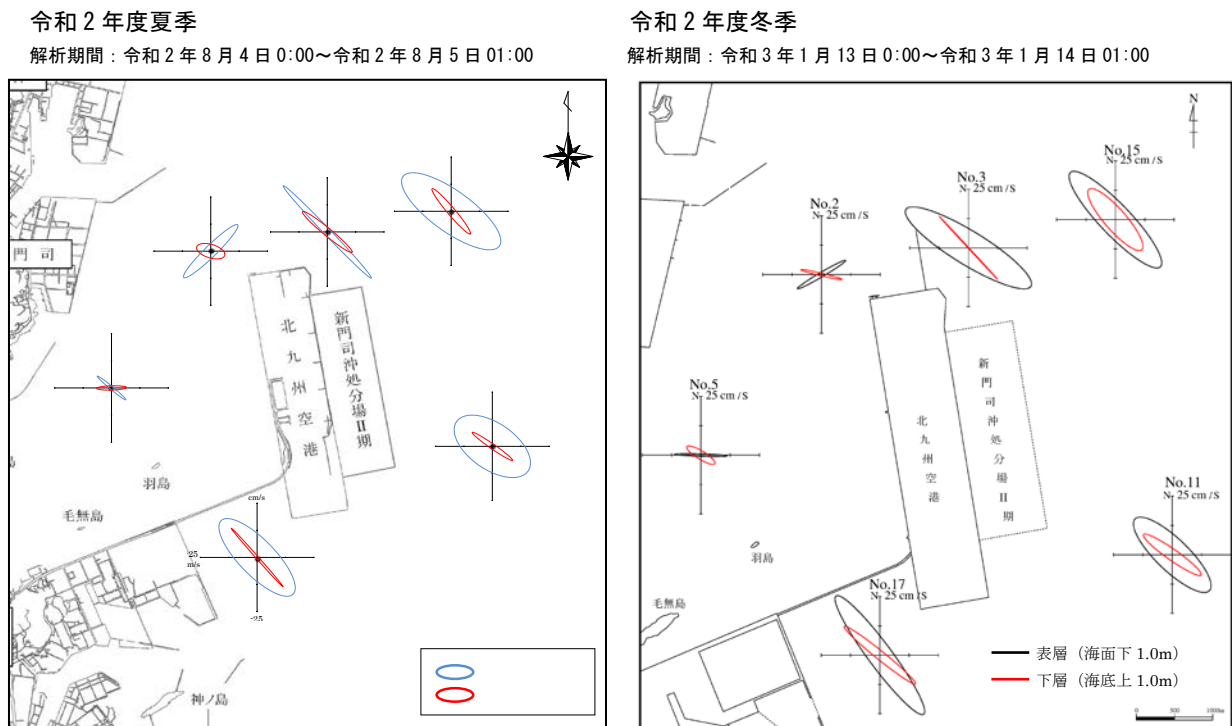 令和2年度夏季
解析期間：令和2年8月4日 0:00～令和2年8月5日 01:00
門 司
北九州空港
新門司沖処分場Ⅱ期
羽島
毛無島
神ノ島
cm/s
-25
m/s
-25
令和2年度冬季
解析期間：令和3年1月13日 0:00～令和3年1月14日 01:00
N
No.15
N 25 cm/S
No.3
N 25 cm/S
No.2
N 25 cm/S
No.5
N 25 cm/S
新門司沖処分場Ⅱ期
北九州空港
No.11
N 25 cm/S
羽島
毛無島
No.17
N 25 cm/S
表層（海面下 1.0m）
下層（海底上 1.0m）
0 500 1000m